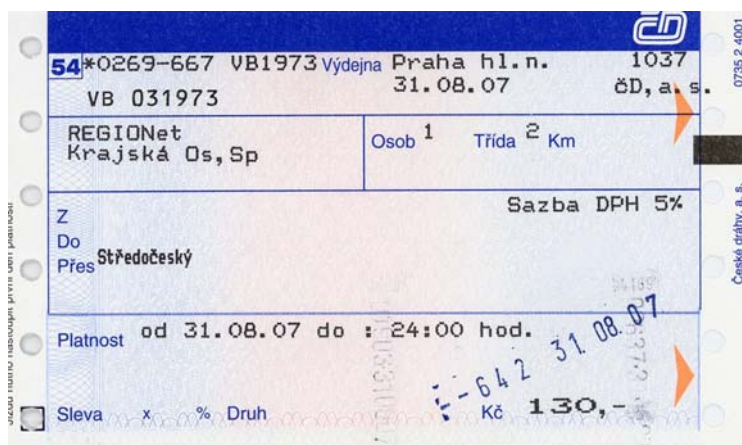 ČD
54 *0269-667 VB1973 Výdejna Praha hl.n. 1037
31.08.07 čD,a.s.
VB 031973
REGIONet
Krajská Os,Sp
Osob 1 Třída 2 Km
Sazba DPH 5%
Z
Do
Přes Středočeský
Platnost od 31.08.07 do : 24:00 hod.
642 31.08.07
Sleva x % Druh Kč 130,-
0735 2 4001
České dráhy, a. s.